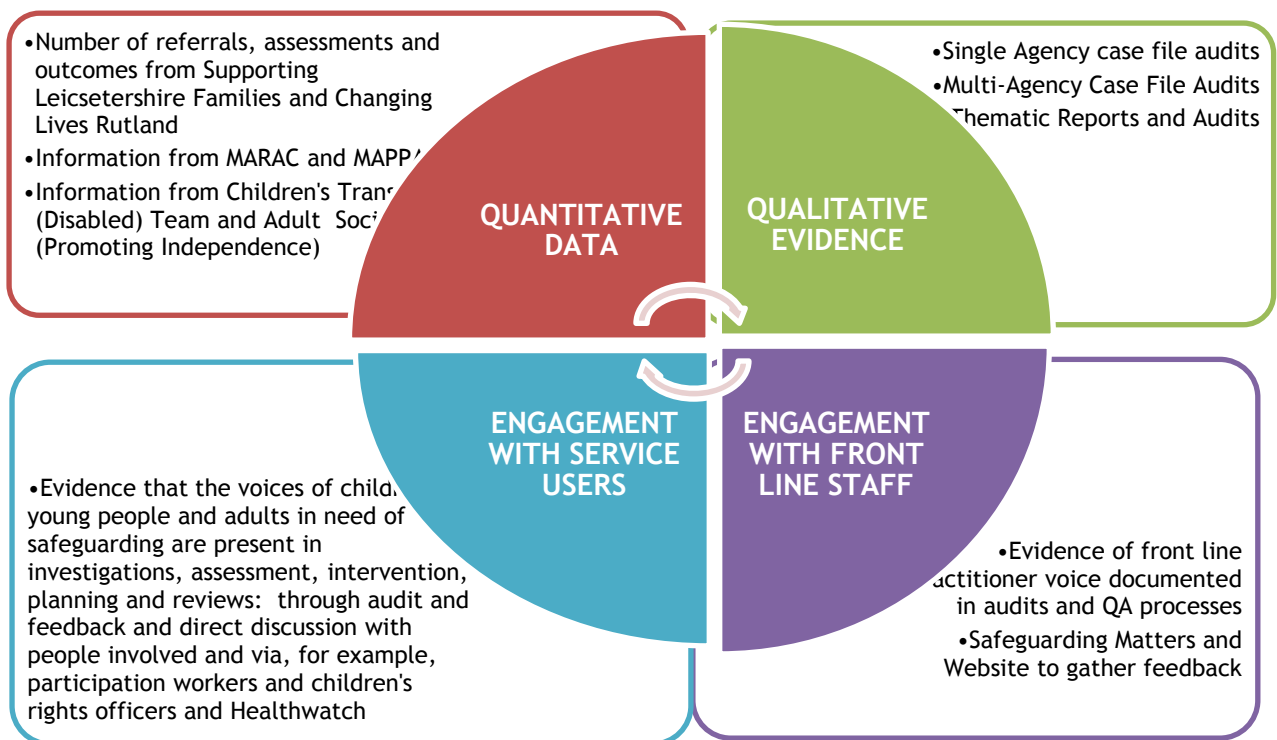 •Number of referrals, assessments and
outcomes from Supporting
Leicsetershire Families and Changing
Lives Rutland
•Information from MARAC and
•Information from Children's
(Disabled) Team and Adult
(Promoting Independence)
QUANTITATIVE
DATA
•Single Agency case file audits
•Multi-Agency Case File Audits
Thematic Reports and Audits
QUALITATIVE
EVIDENCE
•Evidence that the voices of
young people and adults in need of
safeguarding are present in
investigations, assessment, intervention,
planning and reviews: through audit and
feedback and direct discussion with
people involved and via, for example,
participation workers and children's
rights officers and Healthwatch
ENGAGEMENT
WITH SERVICE
USERS
ENGAGEMENT
WITH FRONT
LINE STAFF
•Evidence of front line
voice documented
in audits and QA processes
•Safeguarding Matters and
Website to gather feedback